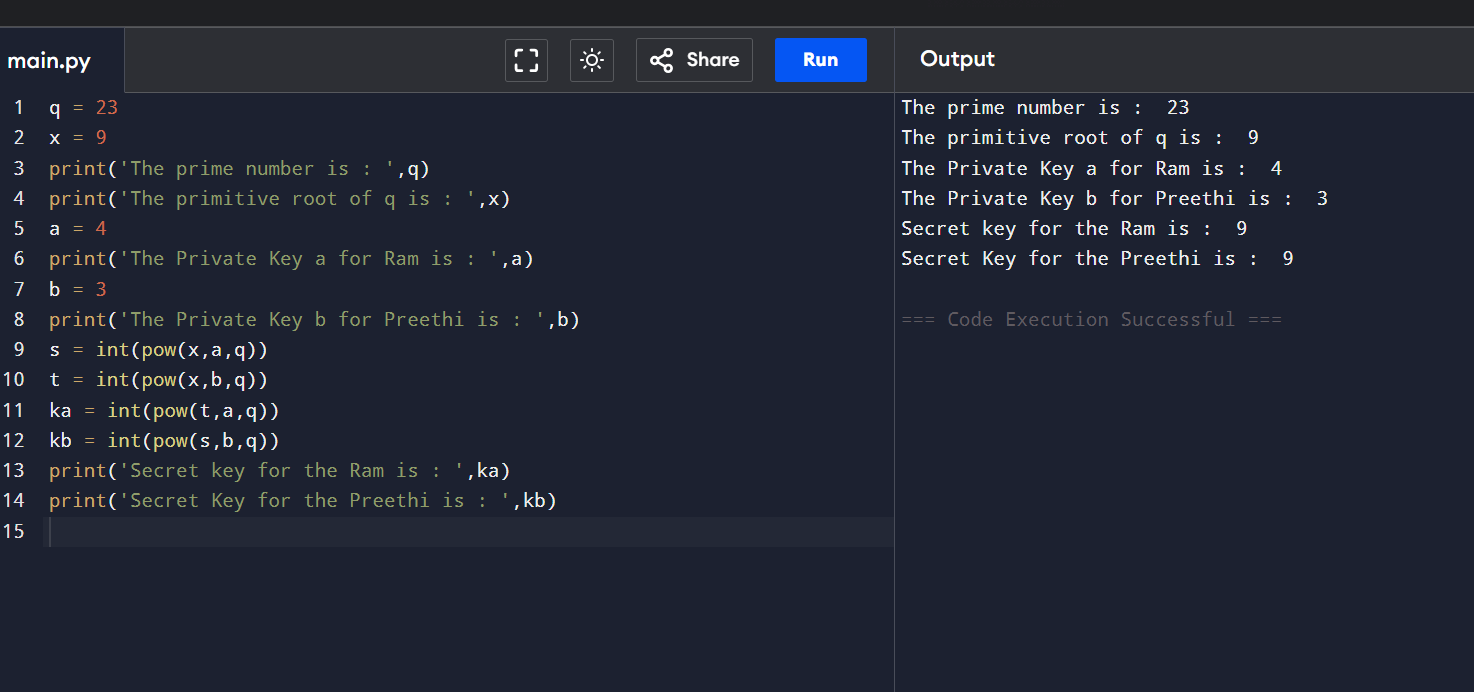 main.py
Share
Run
1 q = 23
2 x = 9
3 print('The prime number is : ',q)
4 print('The primitive root of q is : ',x)
5 a = 4
6 print('The Private Key a for Ram is : ',a)
7 b = 3
8 print('The Private Key b for Preethi is : ',b)
9 s = int(pow(x,a,q))
10 t = int(pow(x,b,q))
11 ka = int(pow(t,a,q))
12 kb = int(pow(s,b,q))
13 print('Secret key for the Ram is : ',ka)
14 print('Secret Key for the Preethi is : ',kb)
15
Output
The prime number is :  23
The primitive root of q is :  9
The Private Key a for Ram is :  4
The Private Key b for Preethi is :  3
Secret key for the Ram is :  9
Secret Key for the Preethi is :  9
=== Code Execution Successful ===